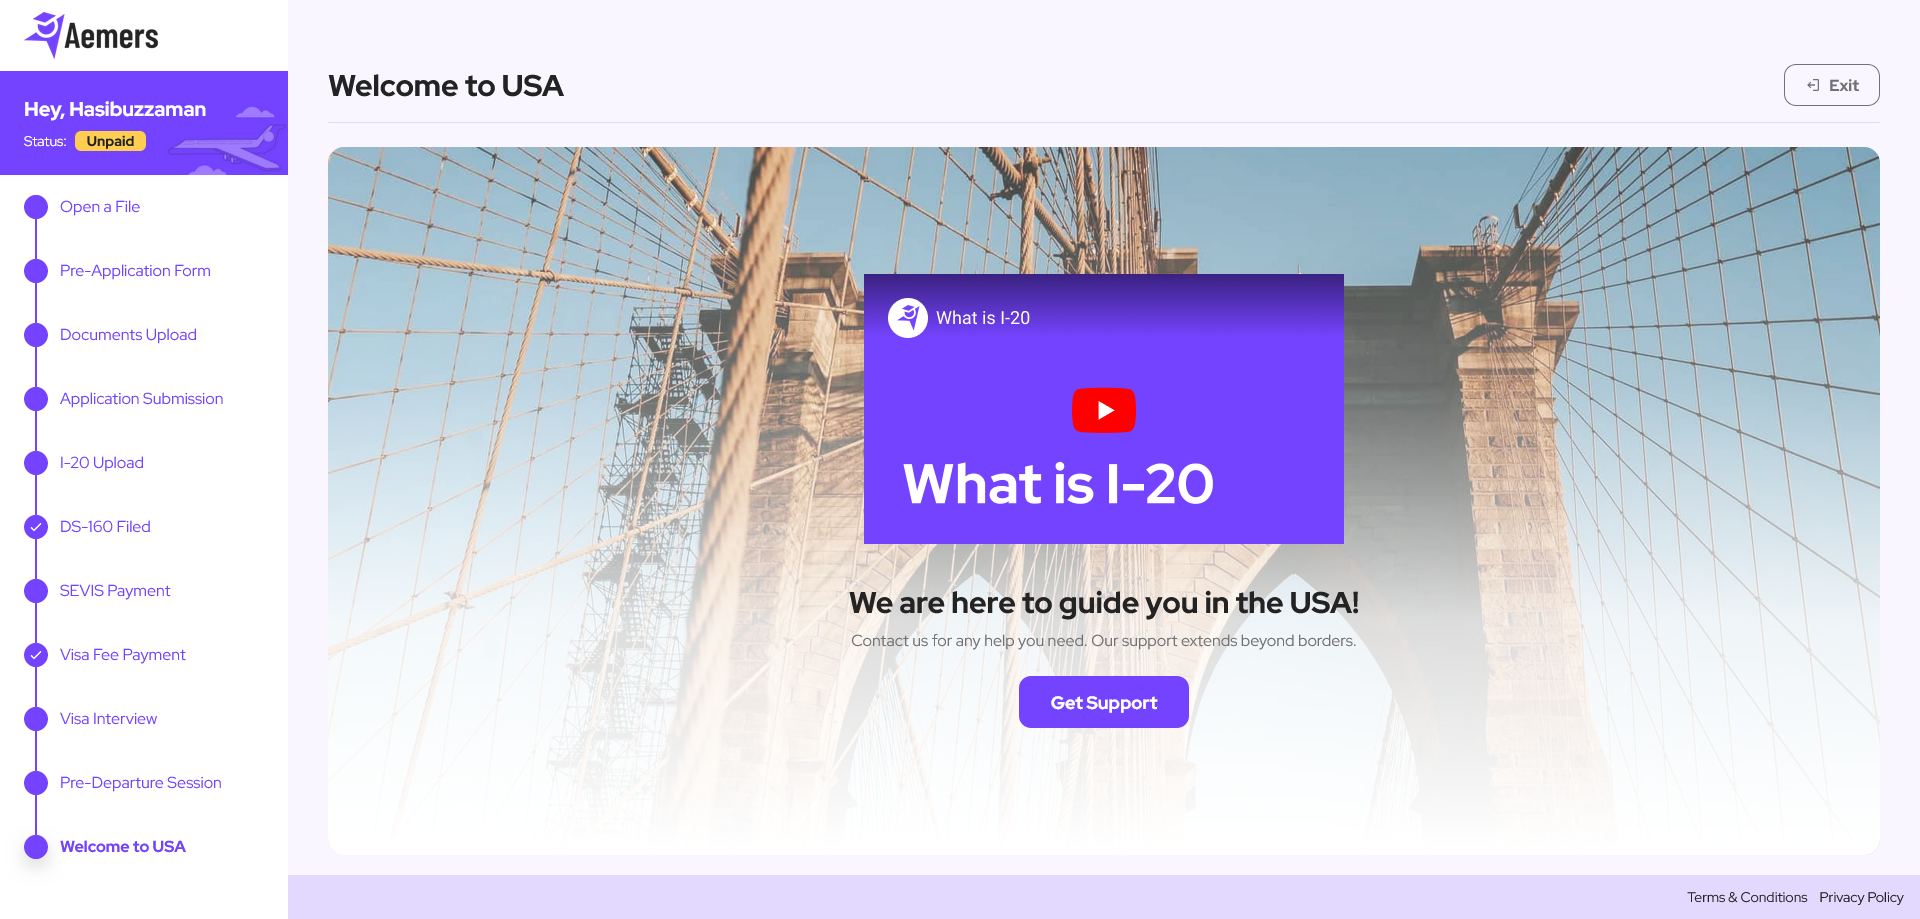 Aemers
Hey, Hasibuzzaman
Status: Unpaid
Open a File
Pre-Application Form
Documents Upload
Application Submission
I-20 Upload
DS-160 Filed
SEVIS Payment
Visa Fee Payment
Visa Interview
Pre-Departure Session
Welcome to USA
Welcome to USA
Exit
What is I-20
What is I-20
We are here to guide you in the USA!
Contact us for any help you need. Our support extends beyond borders.
Get Support
Terms & Conditions Privacy Policy